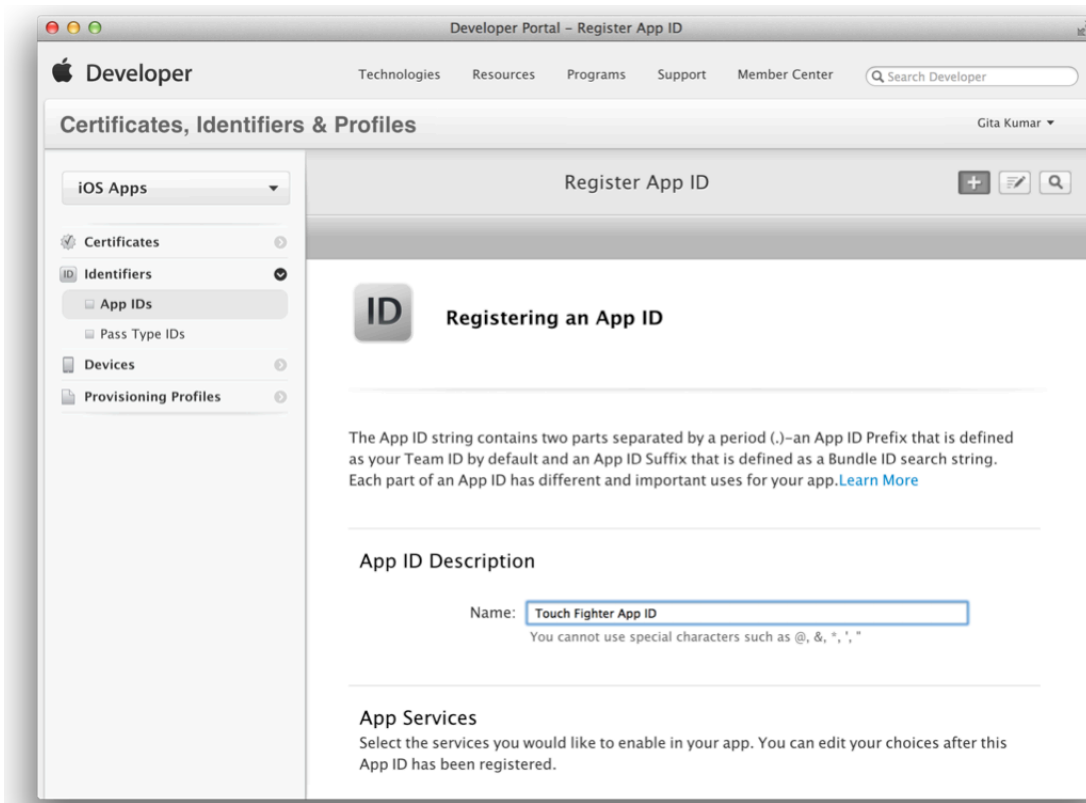 Developer Portal – Register App ID
Developer
Technologies Resources Programs Support Member Center Search Developer
Certificates, Identifiers & Profiles
Gita Kumar
iOS Apps
Register App ID
Certificates
ID Identifiers
App IDs
Pass Type IDs
Devices
Provisioning Profiles
ID
Registering an App ID
The App ID string contains two parts separated by a period (.)–an App ID Prefix that is defined
as your Team ID by default and an App ID Suffix that is defined as a Bundle ID search string.
Each part of an App ID has different and important uses for your app.Learn More
App ID Description
Name: Touch Fighter App ID
You cannot use special characters such as @, &, *, ', "
App Services
Select the services you would like to enable in your app. You can edit your choices after this
App ID has been registered.